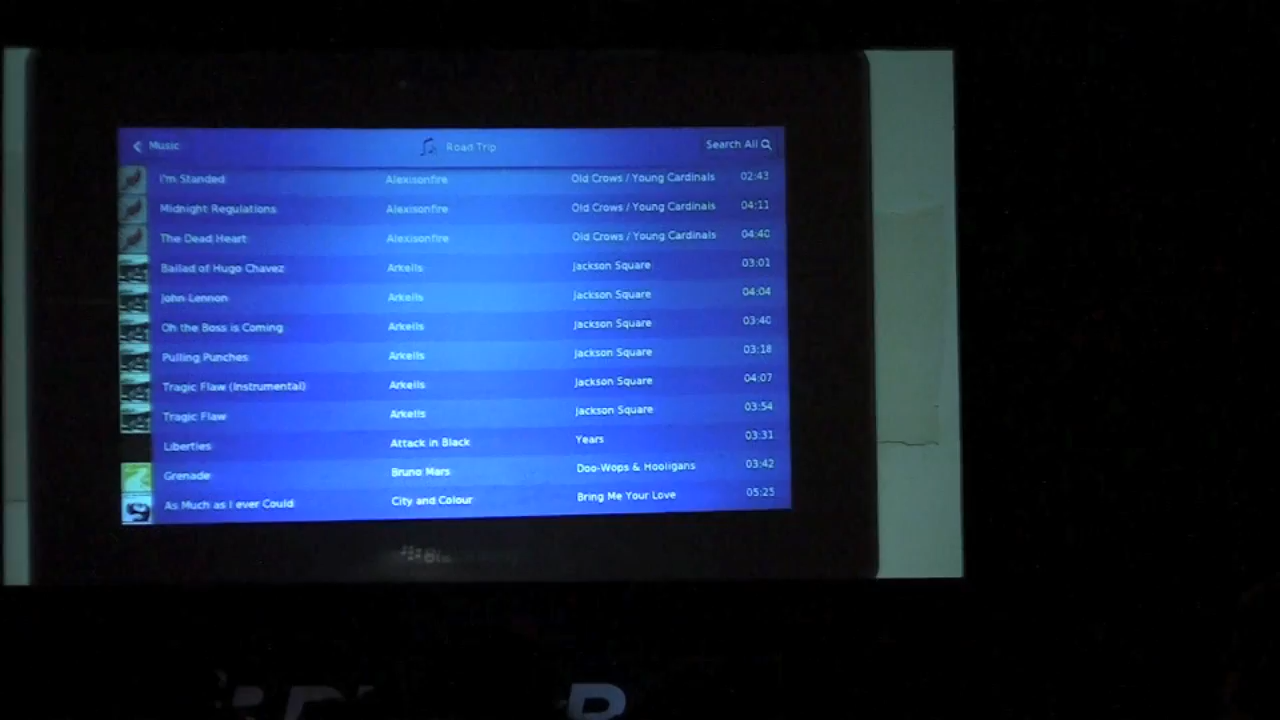 Music Road Trip Search All
I'm Standed Alexisonfire Old Crows / Young Cardinals 02:43
Midnight Regulations Alexisonfire Old Crows / Young Cardinals 04:11
The Dead Heart Alexisonfire Old Crows / Young Cardinals 04:40
Ballad of Hugo Chavez Arkells Jackson Square 03:01
John Lennon Arkells Jackson Square 04:04
Oh the Boss is Coming Arkells Jackson Square 03:40
Pulling Punches Arkells Jackson Square 03:18
Tragic Flaw (Instrumental) Arkells Jackson Square 04:07
Tragic Flaw Arkells Jackson Square 03:54
Liberties Attack in Black Years 03:31
Grenade Bruno Mars Doo-Wops & Hooligans 03:42
As Much as I ever Could City and Colour Bring Me Your Love 05:25